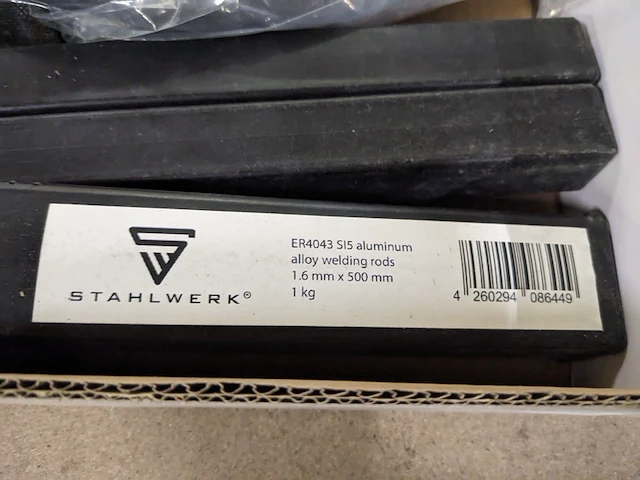 STAHLWERK®
ER4043 SI5 aluminum
alloy welding rods
1.6 mm x 500 mm
1 kg
4 260294 086449